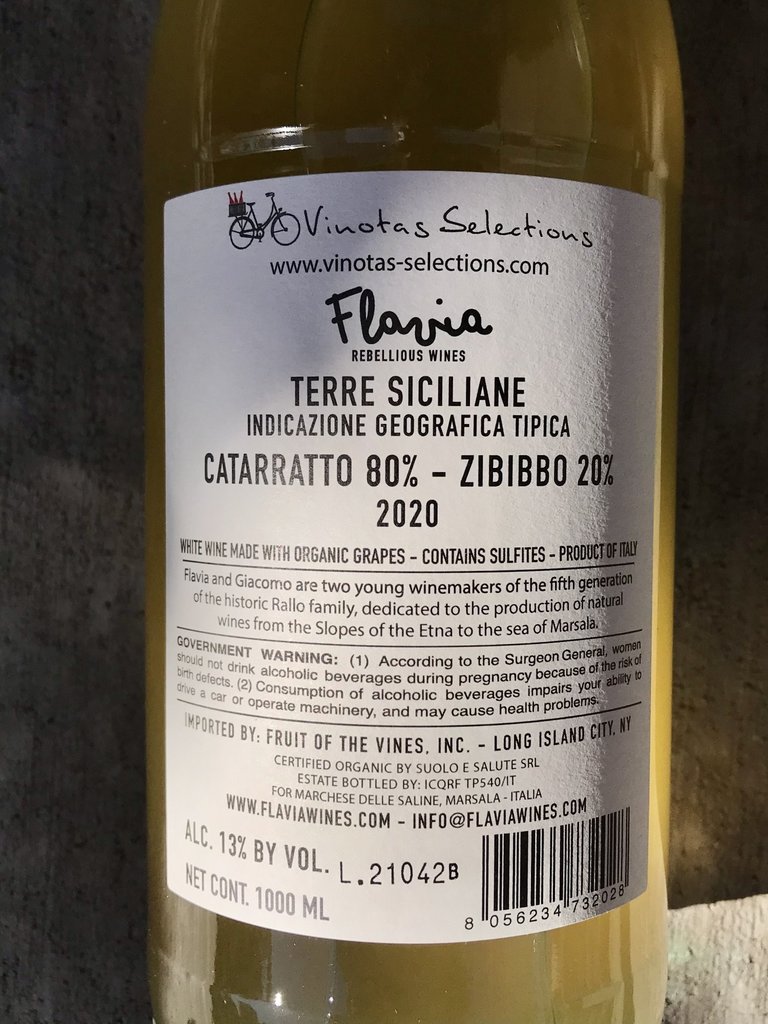 Vinotas Selections
www.vinotas-selections.com
Flavia
REBELLIOUS WINES
TERRE SICILIANE
INDICAZIONE GEOGRAFICA TIPICA
CATARRATTO 80% - ZIBIBBO 20%
2020
WHITE WINE MADE WITH ORGANIC GRAPES - CONTAINS SULFITES - PRODUCT OF ITALY
Flavia and Giacomo are two young winemakers of the fifth generation
of the historic Rallo family, dedicated to the production of natural
wines from the Slopes of the Etna to the sea of Marsala.
GOVERNMENT WARNING: (1) According to the Surgeon General, women
should not drink alcoholic beverages during pregnancy because of the risk of
birth defects. (2) Consumption of alcoholic beverages impairs your ability to
drive a car or operate machinery, and may cause health problems.
IMPORTED BY: FRUIT OF THE VINES, INC. - LONG ISLAND CITY, NY
CERTIFIED ORGANIC BY SUOLO E SALUTE SRL
ESTATE BOTTLED BY: ICQRF TP540/IT
FOR MARCHESE DELLE SALINE, MARSALA - ITALIA
WWW.FLAVIAWINES.COM - INFO@FLAVIAWINES.COM
ALC. 13% BY VOL. L.21042B
NET CONT. 1000 ML
8 056234 732028